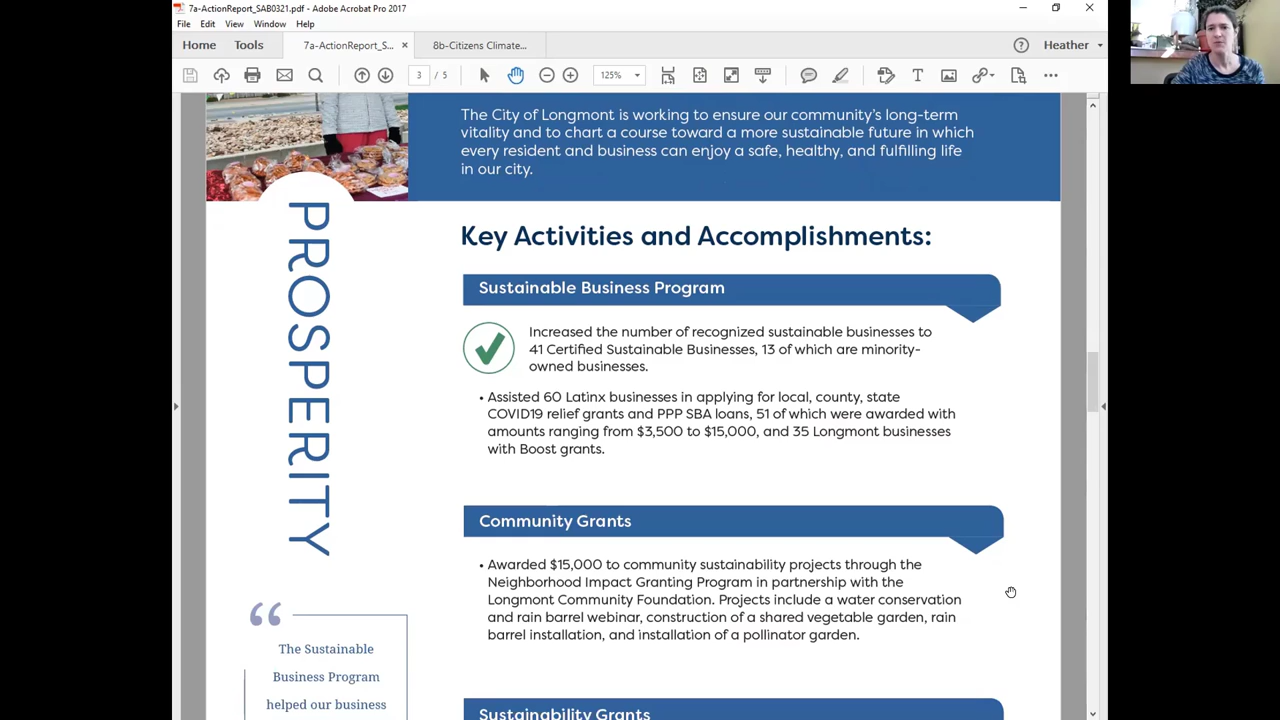 7a-ActionReport_SAB0321.pdf - Adobe Acrobat Pro 2017
File Edit View Window Help
Home Tools 7a-ActionReport_S... × 8b-Citizens Climate... Heather
3 / 5 125%
The City of Longmont is working to ensure our community's long-term
vitality and to chart a course toward a more sustainable future in which
every resident and business can enjoy a safe, healthy, and fulfilling life
in our city.
PROSPERITY
Key Activities and Accomplishments:
Sustainable Business Program
Increased the number of recognized sustainable businesses to
41 Certified Sustainable Businesses, 13 of which are minority-
owned businesses.
• Assisted 60 Latinx businesses in applying for local, county, state
COVID19 relief grants and PPP SBA loans, 51 of which were awarded with
amounts ranging from $3,500 to $15,000, and 35 Longmont businesses
with Boost grants.
Community Grants
• Awarded $15,000 to community sustainability projects through the
Neighborhood Impact Granting Program in partnership with the
Longmont Community Foundation. Projects include a water conservation
and rain barrel webinar, construction of a shared vegetable garden, rain
barrel installation, and installation of a pollinator garden.
“
The Sustainable
Business Program
helped our business
Sustainability Grants